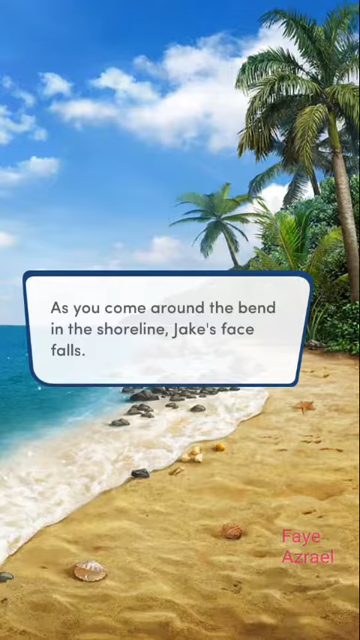 As you come around the bend
in the shoreline, Jake's face
falls.
Faye
Azrael